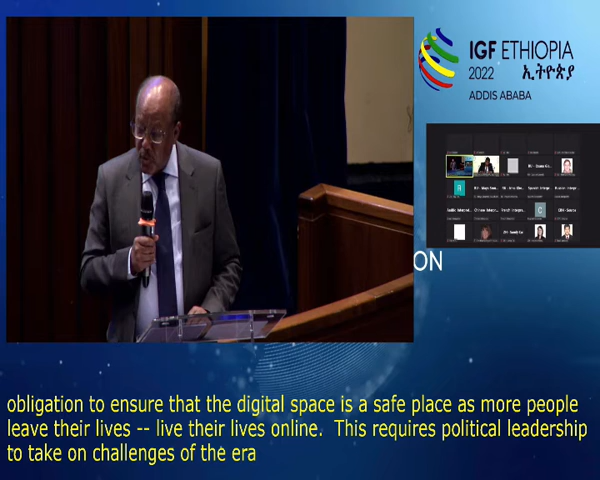 IGF ETHIOPIA
2022 ኢትዮጵያ
ADDIS ABABA
ON
obligation to ensure that the digital space is a safe place as more people
leave their lives -- live their lives online. This requires political leadership
to take on challenges of the era